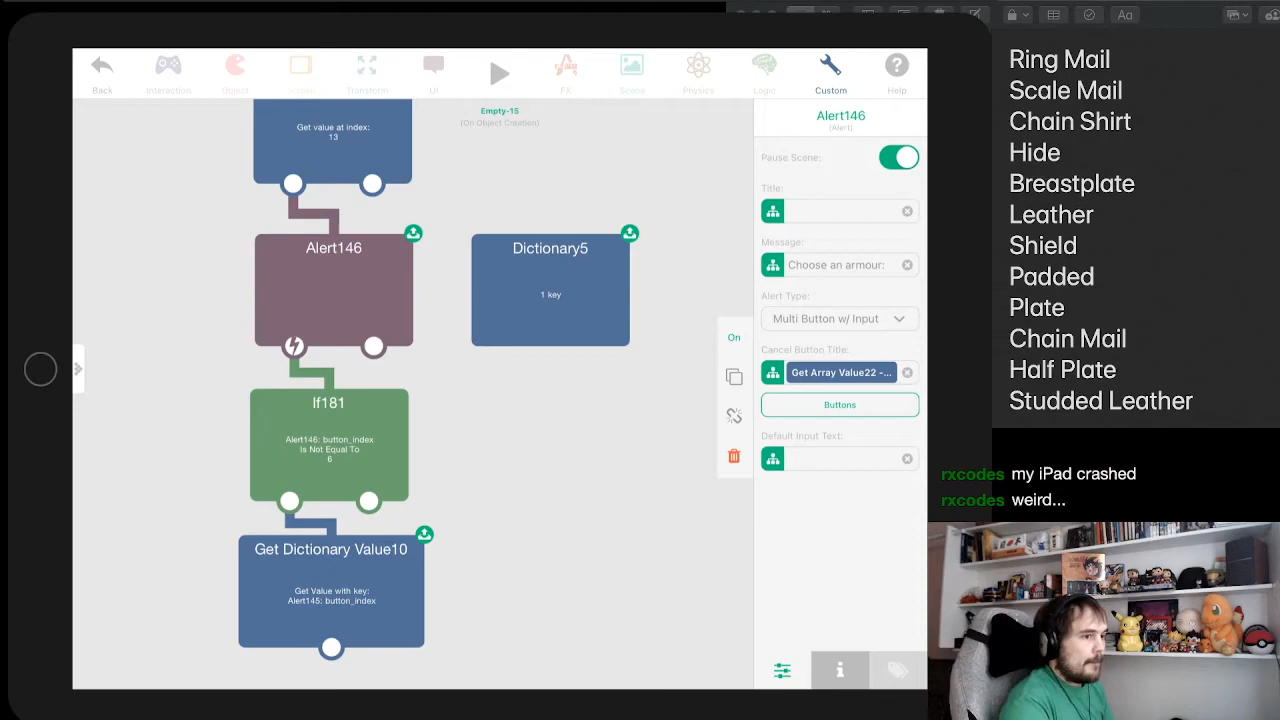 Back
Interaction
Object
Screen
Transform
UI
FX
Scene
Physics
Logic
Custom
Help
Aa
Empty-15
(On Object Creation)
Get value at index:
13
Alert146
Dictionary5
1 key
If181
Alert146: button_index
Is Not Equal To
6
Get Dictionary Value10
Get Value with key:
Alert145: button_index
On
Alert146
(Alert)
Pause Scene:
Title:
Message:
Choose an armour:
Alert Type:
Multi Button w/ Input
Cancel Button Title:
Get Array Value22 -...
Buttons
Default Input Text:
Ring Mail
Scale Mail
Chain Shirt
Hide
Breastplate
Leather
Shield
Padded
Plate
Chain Mail
Half Plate
Studded Leather
rxcodes my iPad crashed
rxcodes weird...